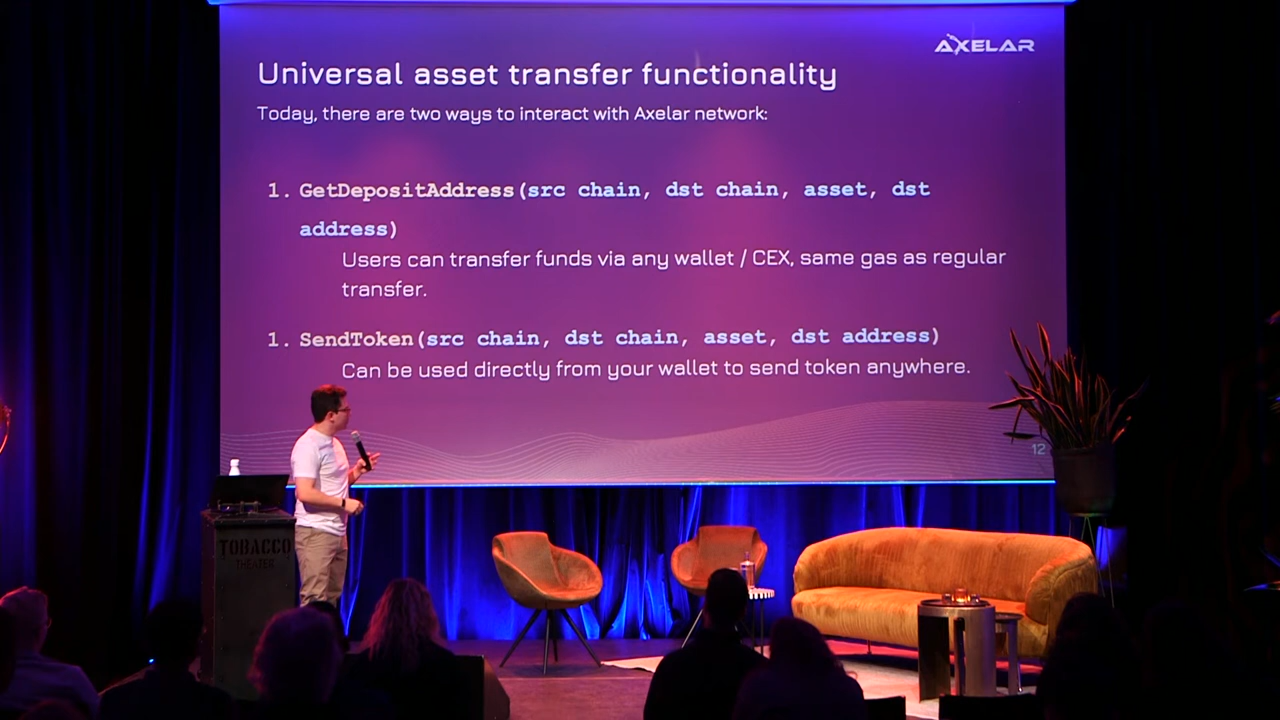 AXELAR
Universal asset transfer functionality
Today, there are two ways to interact with Axelar network:
1. GetDepositAddress(src chain, dst chain, asset, dst
address)
Users can transfer funds via any wallet / CEX, same gas as regular
transfer.
1. SendToken(src chain, dst chain, asset, dst address)
Can be used directly from your wallet to send token anywhere.
12
TOBACCO
THEATER